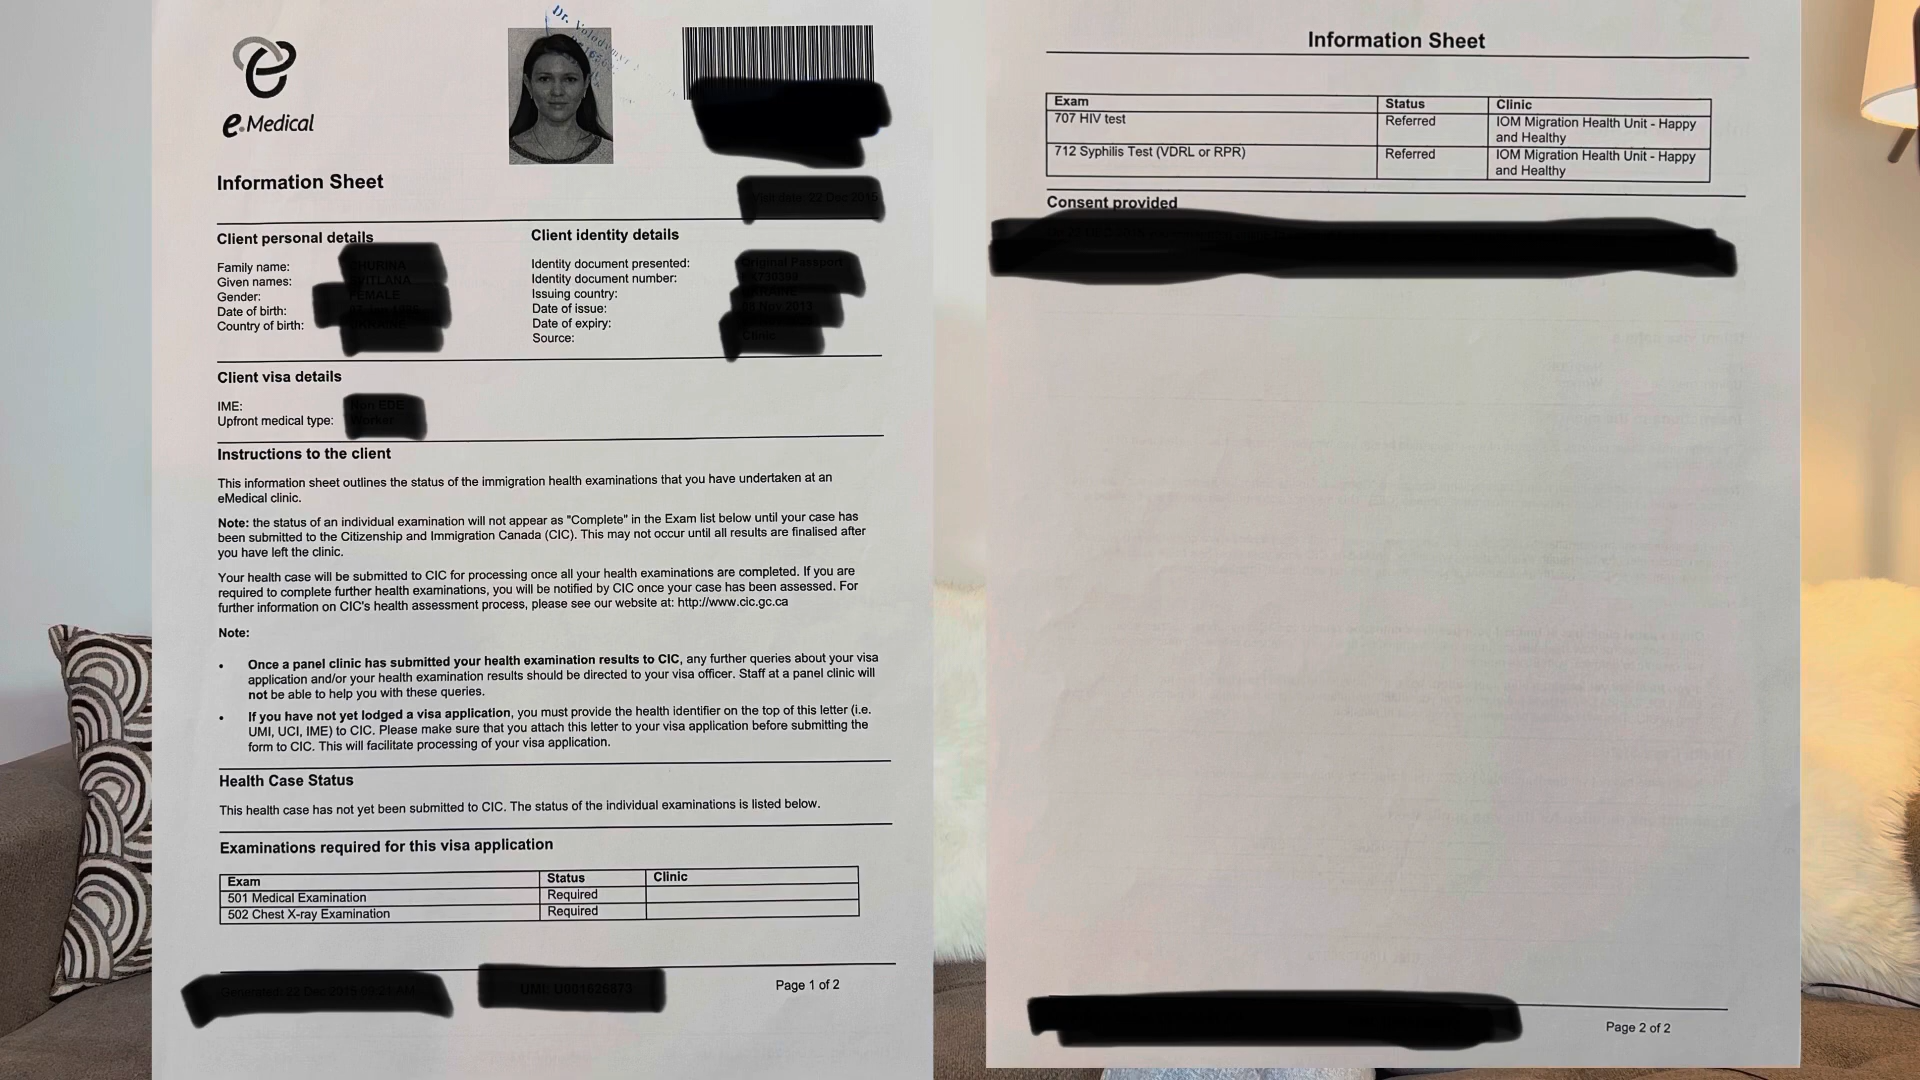 e.Medical
Dr. Volodymyr
Information Sheet
Client personal details
Family name:
Given names:
Gender:
Date of birth:
Country of birth:
Client identity details
Identity document presented:
Identity document number:
Issuing country:
Date of issue:
Date of expiry:
Source:
Client visa details
IME:
Upfront medical type:
Instructions to the client
This information sheet outlines the status of the immigration health examinations that you have undertaken at an
eMedical clinic.
Note: the status of an individual examination will not appear as "Complete" in the Exam list below until your case has
been submitted to the Citizenship and Immigration Canada (CIC). This may not occur until all results are finalised after
you have left the clinic.
Your health case will be submitted to CIC for processing once all your health examinations are completed. If you are
required to complete further health examinations, you will be notified by CIC once your case has been assessed. For
further information on CIC's health assessment process, please see our website at: http://www.cic.gc.ca
Note:
• Once a panel clinic has submitted your health examination results to CIC, any further queries about your visa
application and/or your health examination results should be directed to your visa officer. Staff at a panel clinic will
not be able to help you with these queries.
• If you have not yet lodged a visa application, you must provide the health identifier on the top of this letter (i.e.
UMI, UCI, IME) to CIC. Please make sure that you attach this letter to your visa application before submitting the
form to CIC. This will facilitate processing of your visa application.
Health Case Status
This health case has not yet been submitted to CIC. The status of the individual examinations is listed below.
Examinations required for this visa application
Exam Status Clinic
501 Medical Examination Required
502 Chest X-ray Examination Required
Page 1 of 2
Information Sheet
Exam Status Clinic
707 HIV test Referred IOM Migration Health Unit - Happy
and Healthy
712 Syphilis Test (VDRL or RPR) Referred IOM Migration Health Unit - Happy
and Healthy
Consent provided
Page 2 of 2